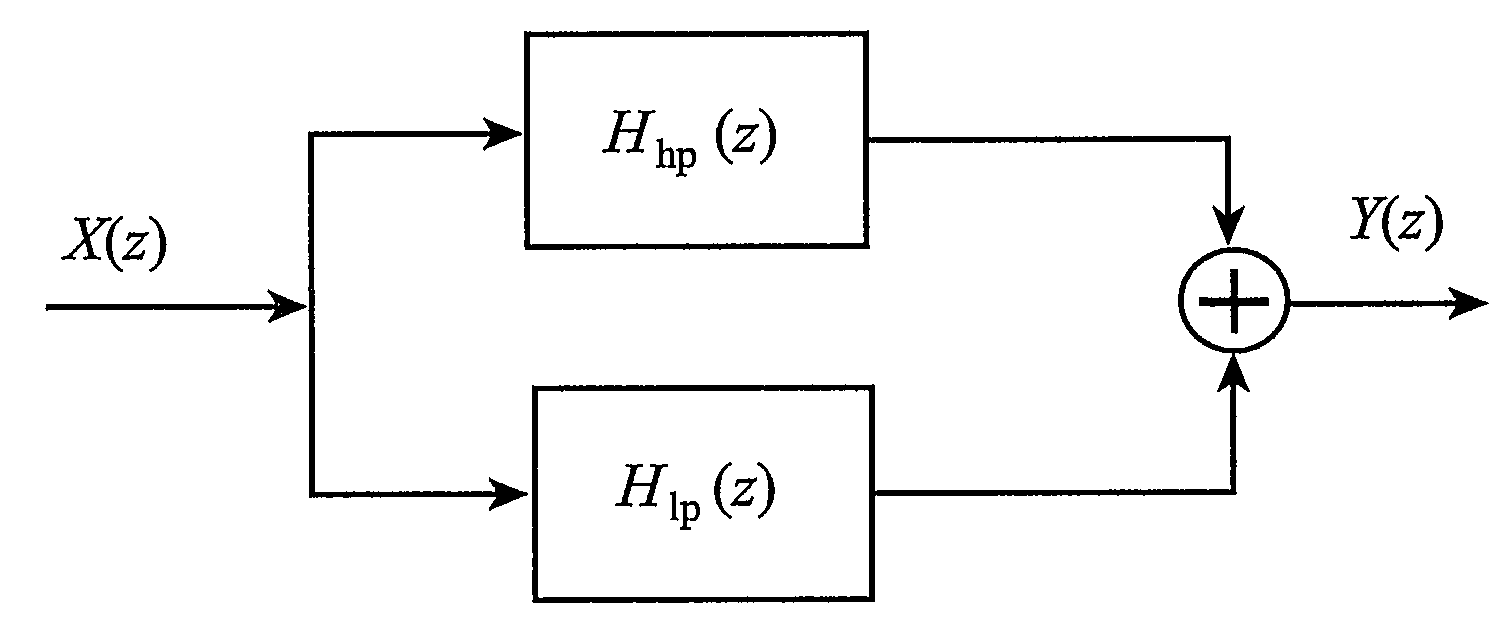 H_hp (z)
X(z)
Y(z)
+
H_lp (z)